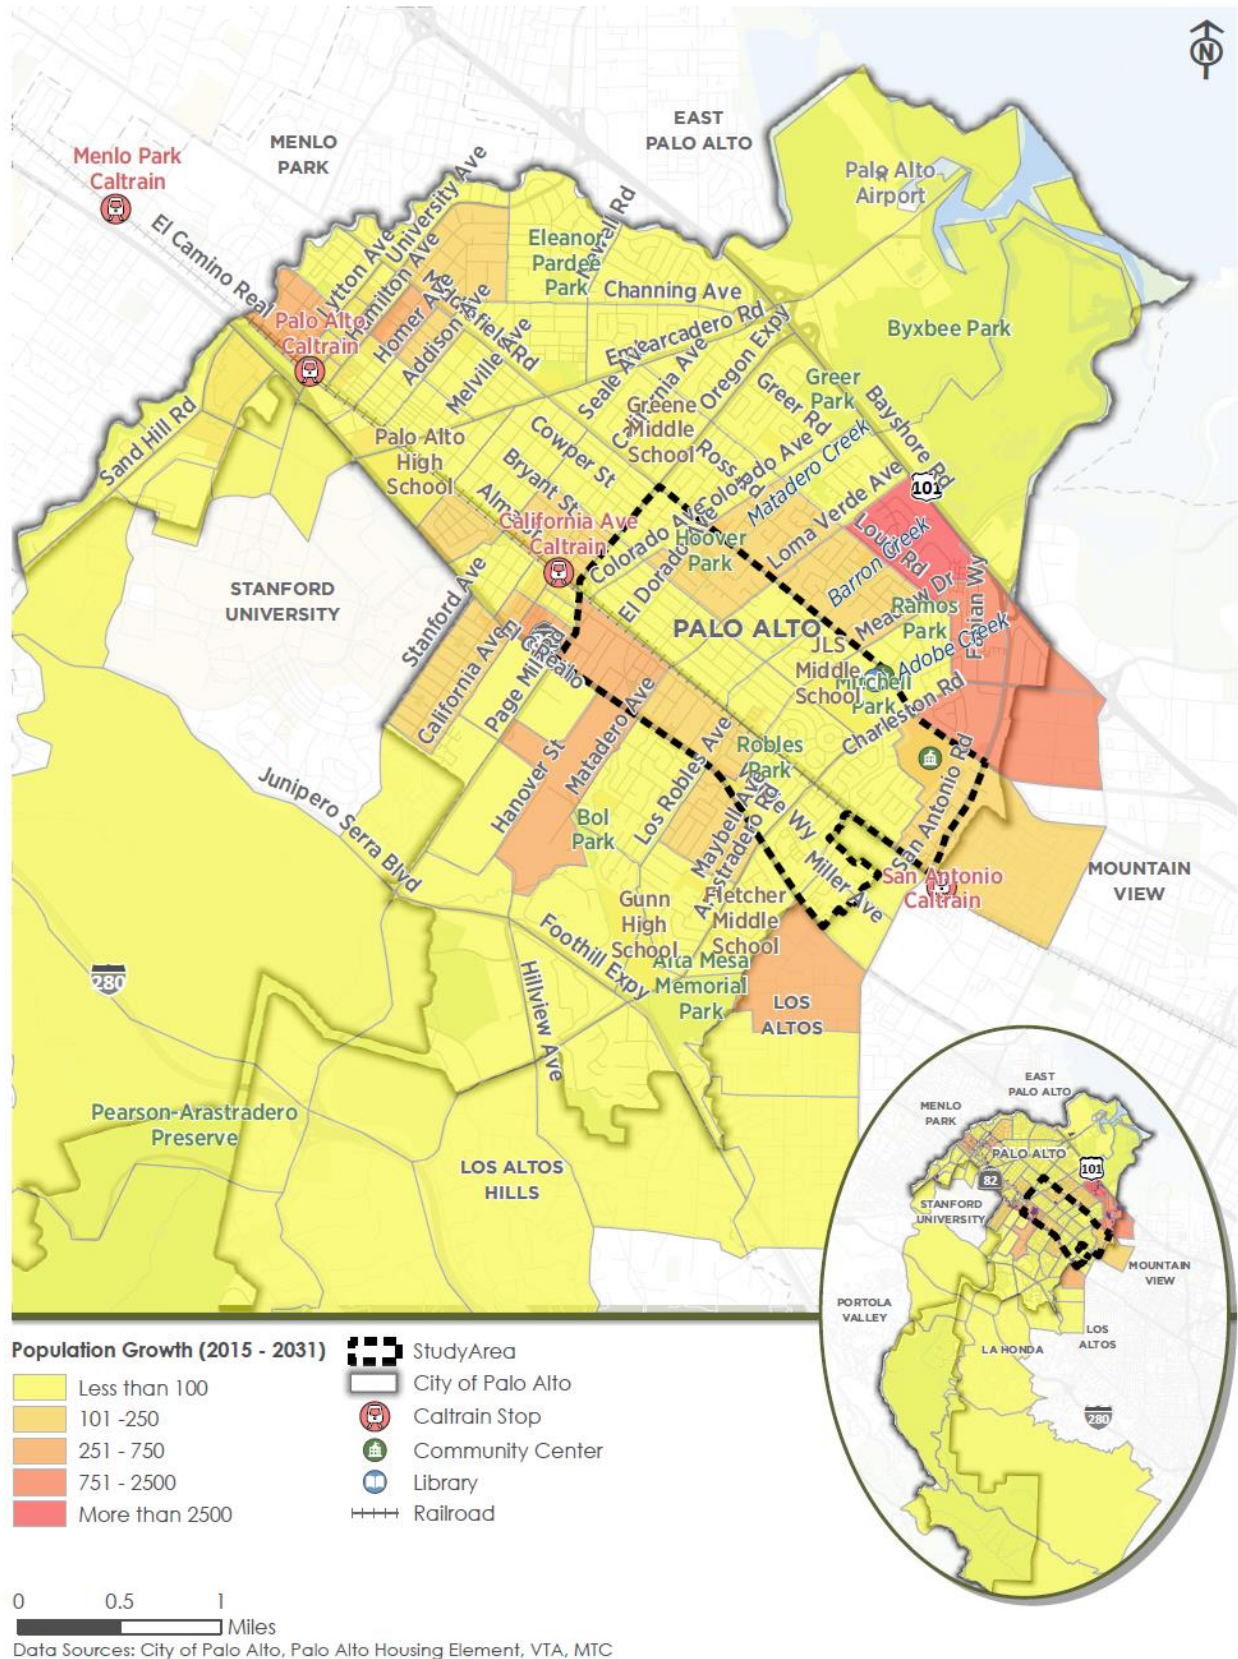 N
EAST
PALO ALTO
MENLO
PARK
Menlo Park
Caltrain
Palo Alto
Airport
El Camino Real
University Ave
Lytton Ave
Hamilton Ave
Newell Rd
Eleanor
Pardee
Park
Channing Ave
Middlefield Rd
Homer Ave
Addison Ave
Melville Ave
Embarcadero Rd
Byxbee Park
Palo Alto
Caltrain
Seale Ave
California Ave
Oregon Expy
Greer Rd
Greer
Park
Bayshore Rd
Sand Hill Rd
Greene
Middle
School
Palo Alto
High
School
Cowper St
Bryant St
Alma St
Ross Rd
Colorado Ave
Matadero Creek
Loma Verde Ave
101
California Ave
Caltrain
Colorado Ave
El Dorado Ave
Hoover
Park
Louis Rd
Barron Creek
STANFORD
UNIVERSITY
Stanford Ave
Meadow Dr
Ramos
Park
Fabian Wy
Adobe Creek
PALO ALTO
JLS
Middle
School
Mitchell
Park
California Ave
Page Mill Rd
Charleston Rd
Hanover St
Matadero Ave
Los Robles Ave
Robles
Park
San Antonio Rd
Junipero Serra Blvd
Bol
Park
Maybell Ave
Arastradero Rd
Miller Ave
San Antonio
Caltrain
MOUNTAIN
VIEW
Gunn
High
School
Fletcher
Middle
School
Foothill Expy
Alta Mesa
Memorial
Park
LOS
ALTOS
280
Hillview Ave
Pearson-Arastradero
Preserve
LOS ALTOS
HILLS
EAST
PALO ALTO
MENLO
PARK
PALO ALTO
101
82
STANFORD
UNIVERSITY
MOUNTAIN
VIEW
PORTOLA
VALLEY
LOS
ALTOS
LA HONDA
280
Population Growth (2015 - 2031)
Less than 100
101 -250
251 - 750
751 - 2500
More than 2500
StudyArea
City of Palo Alto
Caltrain Stop
Community Center
Library
Railroad
0 0.5 1
Miles
Data Sources: City of Palo Alto, Palo Alto Housing Element, VTA, MTC